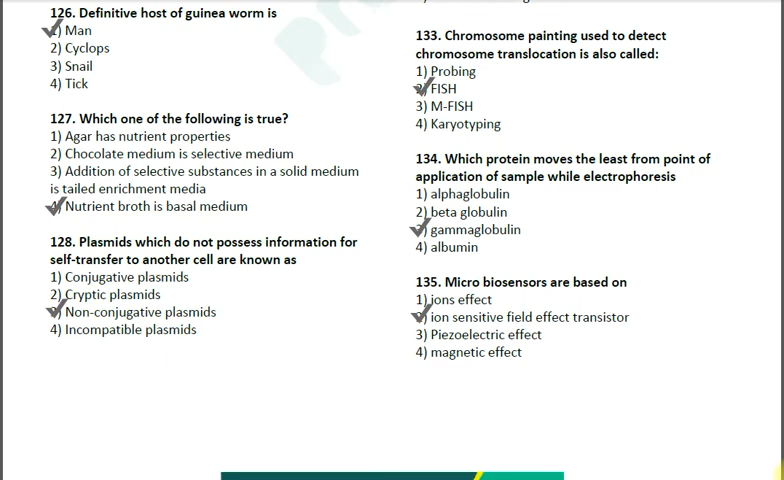 126. Definitive host of guinea worm is
1) Man
2) Cyclops
3) Snail
4) Tick
127. Which one of the following is true?
1) Agar has nutrient properties
2) Chocolate medium is selective medium
3) Addition of selective substances in a solid medium
is tailed enrichment media
4) Nutrient broth is basal medium
128. Plasmids which do not possess information for
self-transfer to another cell are known as
1) Conjugative plasmids
2) Cryptic plasmids
3) Non-conjugative plasmids
4) Incompatible plasmids
133. Chromosome painting used to detect
chromosome translocation is also called:
1) Probing
2) FISH
3) M-FISH
4) Karyotyping
134. Which protein moves the least from point of
application of sample while electrophoresis
1) alphaglobulin
2) beta globulin
3) gammaglobulin
4) albumin
135. Micro biosensors are based on
1) ions effect
2) ion sensitive field effect transistor
3) Piezoelectric effect
4) magnetic effect